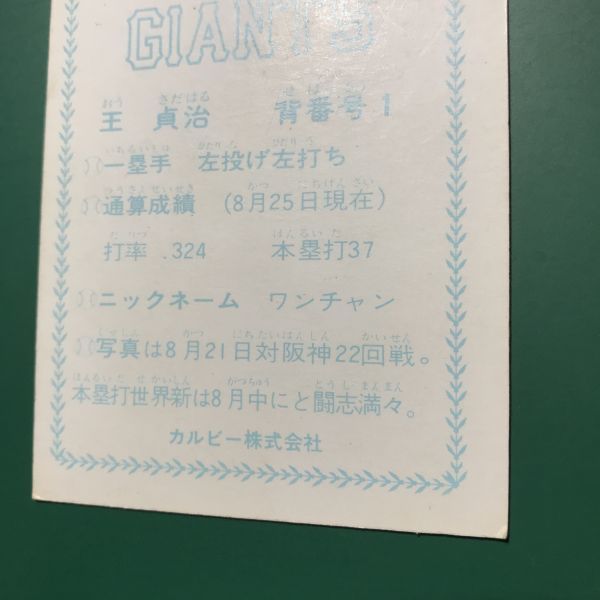 GIANTS
王 貞治 背番号1
一塁手 左投げ左打ち
通算成績 (8月25日現在)
打率 .324 本塁打37
ニックネーム ワンチャン
写真は8月21日対阪神22回戦。
本塁打世界新は8月中にと闘志満々。
カルビー株式会社